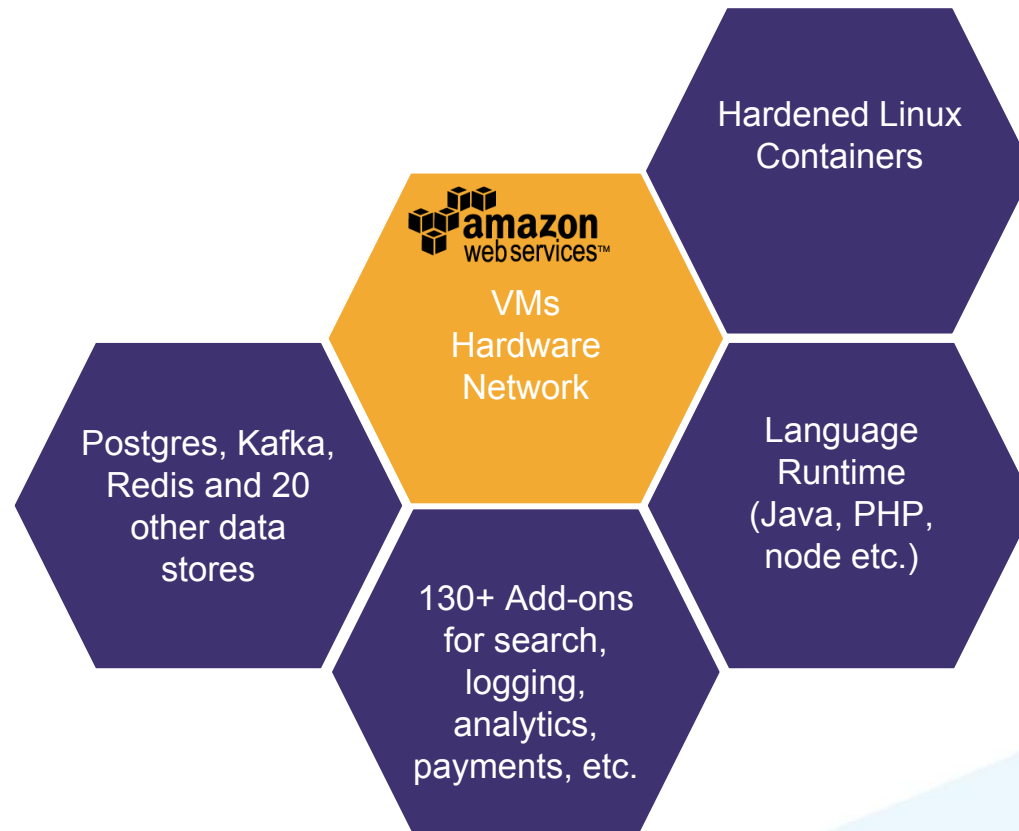 Hardened Linux
Containers
amazon
webservices™
VMs
Hardware
Network
Postgres, Kafka,
Redis and 20
other data
stores
Language
Runtime
(Java, PHP,
node etc.)
130+ Add-ons
for search,
logging,
analytics,
payments, etc.